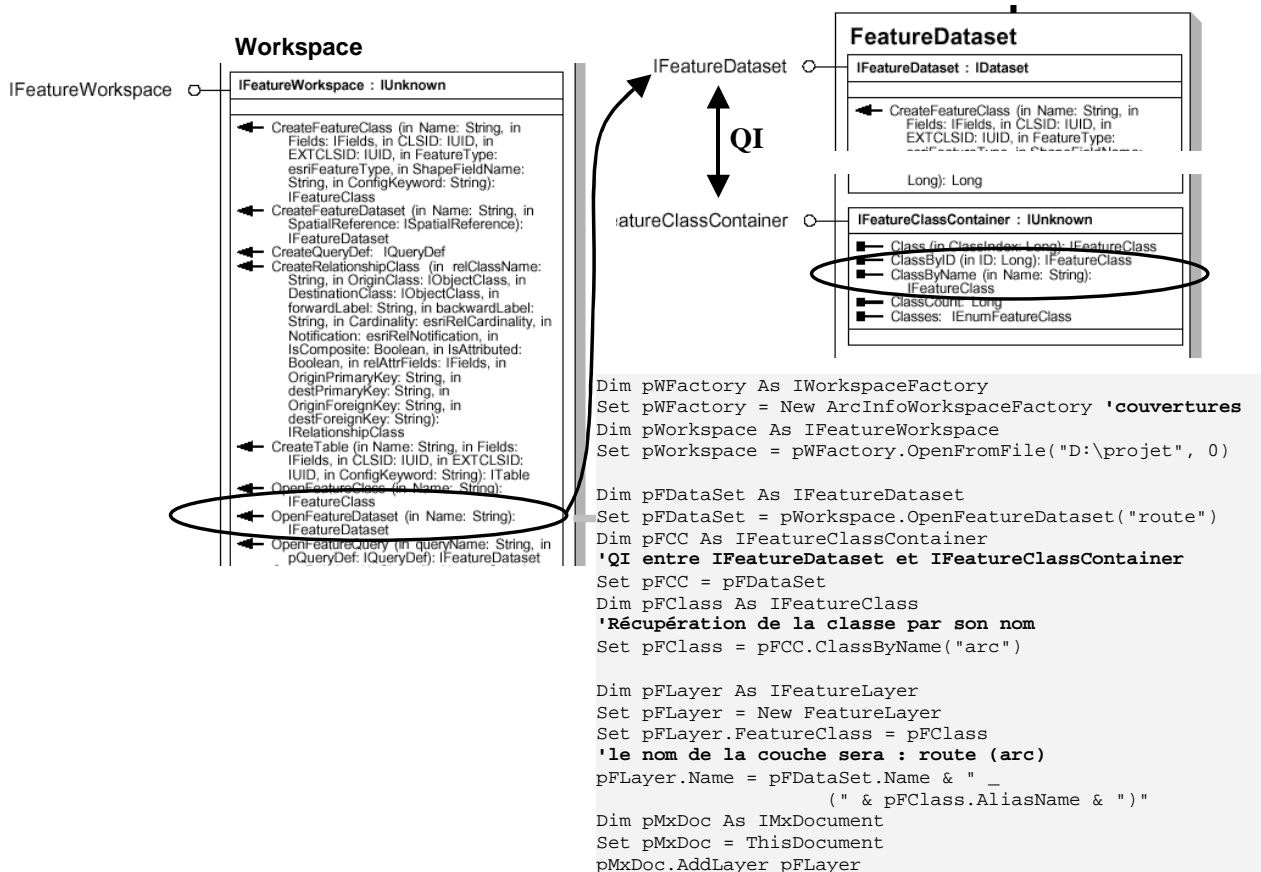 Workspace
IFeatureWorkspace
IFeatureWorkspace : IUnknown
CreateFeatureClass (in Name: String, in
Fields: IFields, in CLSID: IUID, in
EXTCLSID: IUID, in FeatureType:
esriFeatureType, in ShapeFieldName:
String, in ConfigKeyword: String):
IFeatureClass
CreateFeatureDataset (in Name: String, in
SpatialReference: ISpatialReference):
IFeatureDataset
CreateQueryDef: IQueryDef
CreateRelationshipClass (in relClassName:
String, in OriginClass: IObjectClass, in
DestinationClass: IObjectClass, in
forwardLabel: String, in backwardLabel:
String, in Cardinality: esriRelCardinality, in
Notification: esriRelNotification, in
IsComposite: Boolean, in IsAttributed:
Boolean, in relAttrFields: IFields, in
OriginPrimaryKey: String, in
destPrimaryKey: String, in
OriginForeignKey: String, in
destForeignKey: String):
IRelationshipClass
CreateTable (in Name: String, in Fields:
IFields, in CLSID: IUID, in EXTCLSID:
IUID, in ConfigKeyword: String): ITable
OpenFeatureClass (in Name: String):
IFeatureClass
OpenFeatureDataset (in Name: String):
IFeatureDataset
OpenFeatureQuery (in queryName: String, in
pQueryDef: IQueryDef): IFeatureDataset
FeatureDataset
IFeatureDataset
IFeatureDataset : IDataset
CreateFeatureClass (in Name: String, in
Fields: IFields, in CLSID: IUID, in
EXTCLSID: IUID, in FeatureType:
esriFeatureType, in ShapeFieldName:
Long): Long
QI
eatureClassContainer
IFeatureClassContainer : IUnknown
Class (in ClassIndex: Long): IFeatureClass
ClassByID (in ID: Long): IFeatureClass
ClassByName (in Name: String):
IFeatureClass
ClassCount: Long
Classes: IEnumFeatureClass
Dim pWFactory As IWorkspaceFactory
Set pWFactory = New ArcInfoWorkspaceFactory 'couvertures
Dim pWorkspace As IFeatureWorkspace
Set pWorkspace = pWFactory.OpenFromFile("D:\projet", 0)
Dim pFDataSet As IFeatureDataset
Set pFDataSet = pWorkspace.OpenFeatureDataset("route")
Dim pFCC As IFeatureClassContainer
'QI entre IFeatureDataset et IFeatureClassContainer
Set pFCC = pFDataSet
Dim pFClass As IFeatureClass
'Récupération de la classe par son nom
Set pFClass = pFCC.ClassByName("arc")
Dim pFLayer As IFeatureLayer
Set pFLayer = New FeatureLayer
Set pFLayer.FeatureClass = pFClass
'le nom de la couche sera : route (arc)
pFLayer.Name = pFDataSet.Name & " _
(" & pFClass.AliasName & ")"
Dim pMxDoc As IMxDocument
Set pMxDoc = ThisDocument
pMxDoc.AddLayer pFLayer